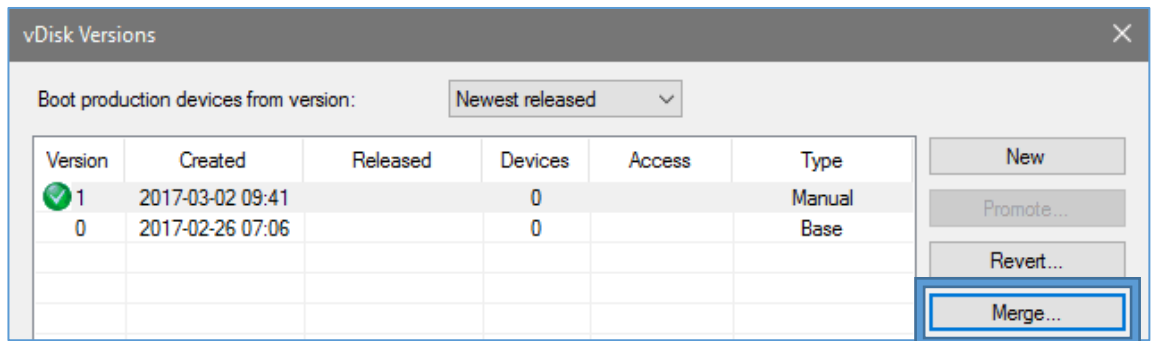 vDisk Versions
Boot production devices from version: Newest released
Version Created Released Devices Access Type
1 2017-03-02 09:41 0 Manual
0 2017-02-26 07:06 0 Base
New
Promote...
Revert...
Merge...